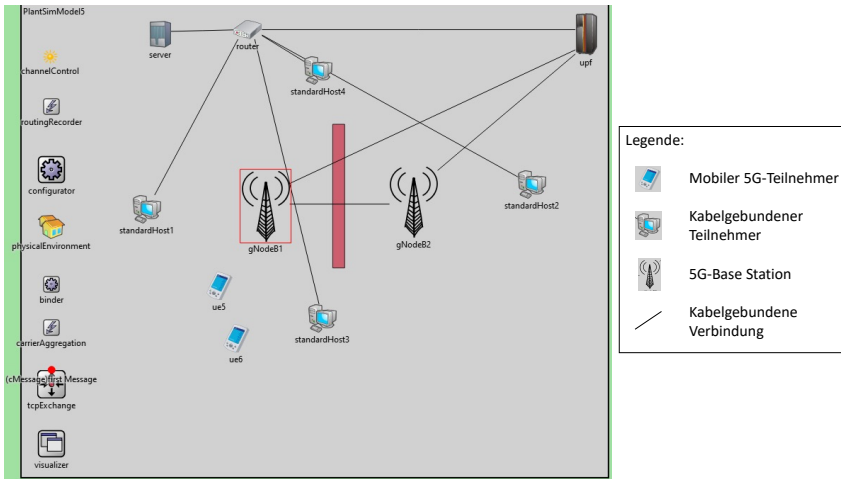 PlantSimModel5
server
router
upf
channelControl
standardHost4
routingRecorder
configurator
standardHost1
standardHost2
physicalEnvironment
gNodeB1
gNodeB2
binder
ue5
standardHost3
carrierAggregation
ue6
(cMessage)first Message
tcpExchange
visualizer
Legende:
Mobiler 5G-Teilnehmer
Kabelgebundener
Teilnehmer
5G-Base Station
Kabelgebundene
Verbindung